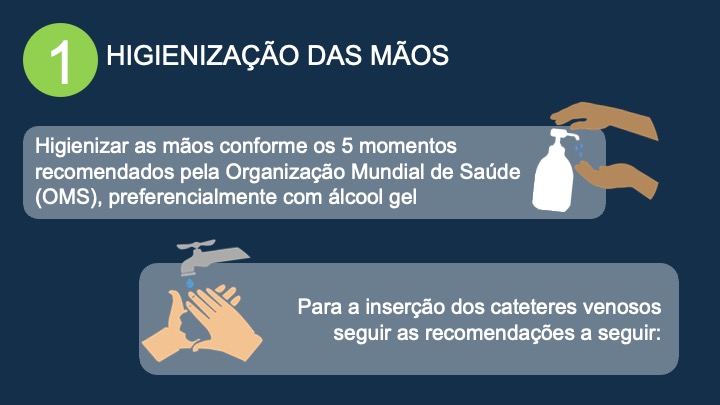 1 HIGIENIZAÇÃO DAS MÃOS
Higienizar as mãos conforme os 5 momentos
recomendados pela Organização Mundial de Saúde
(OMS), preferencialmente com álcool gel
Para a inserção dos cateteres venosos
seguir as recomendações a seguir: